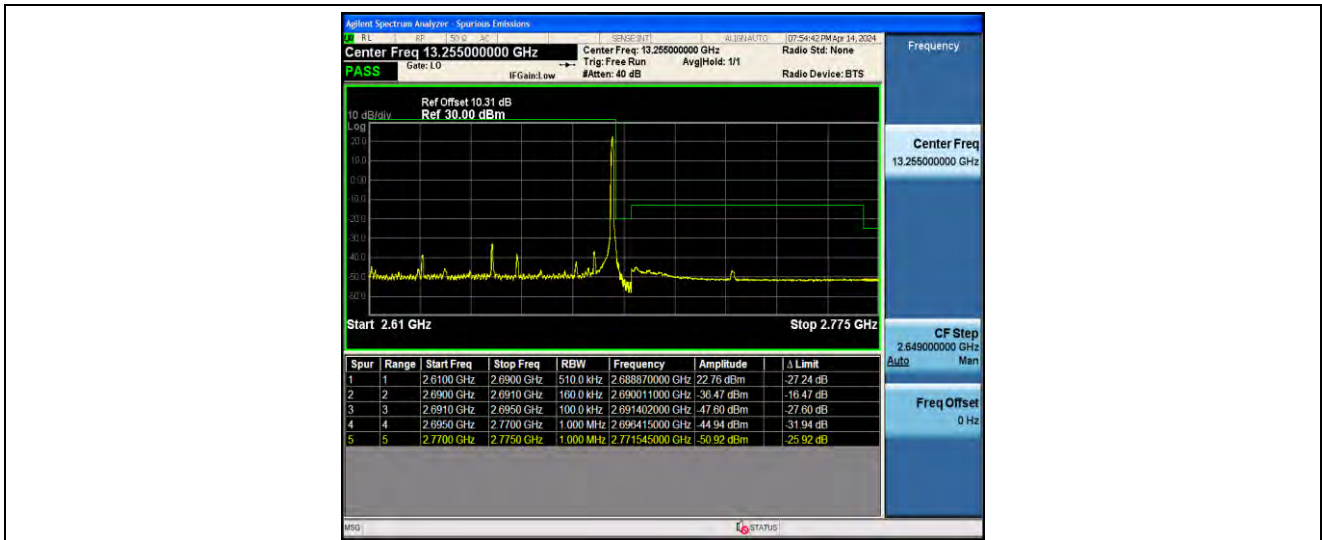 Agilent Spectrum Analyzer - Spurious Emissions
RL RF 50 Ω AC SENSE:INT ALIGNAUTO 07:54:42 PM Apr 14, 2024
Center Freq 13.255000000 GHz Center Freq: 13.255000000 GHz Radio Std: None Frequency
Gate: LO Trig: Free Run Avg|Hold: 1/1
PASS IFGain:Low #Atten: 40 dB Radio Device: BTS
Ref Offset 10.31 dB
10 dB/div Ref 30.00 dBm
Log
20.0
10.0
0.00
-10.0
-20.0
-30.0
-40.0
-50.0
-60.0
Start 2.61 GHz Stop 2.775 GHz
Center Freq
13.255000000 GHz
CF Step
2.649000000 GHz
Auto Man
Freq Offset
0 Hz
Spur Range Start Freq Stop Freq RBW Frequency Amplitude Δ Limit
1 1 2.6100 GHz 2.6900 GHz 510.0 kHz 2.688870000 GHz 22.76 dBm -27.24 dB
2 2 2.6900 GHz 2.6910 GHz 160.0 kHz 2.690011000 GHz -36.47 dBm -16.47 dB
3 3 2.6910 GHz 2.6950 GHz 100.0 kHz 2.691402000 GHz -47.60 dBm -27.60 dB
4 4 2.6950 GHz 2.7700 GHz 1.000 MHz 2.696415000 GHz -44.94 dBm -31.94 dB
5 5 2.7700 GHz 2.7750 GHz 1.000 MHz 2.771545000 GHz -50.92 dBm -25.92 dB
MSG STATUS